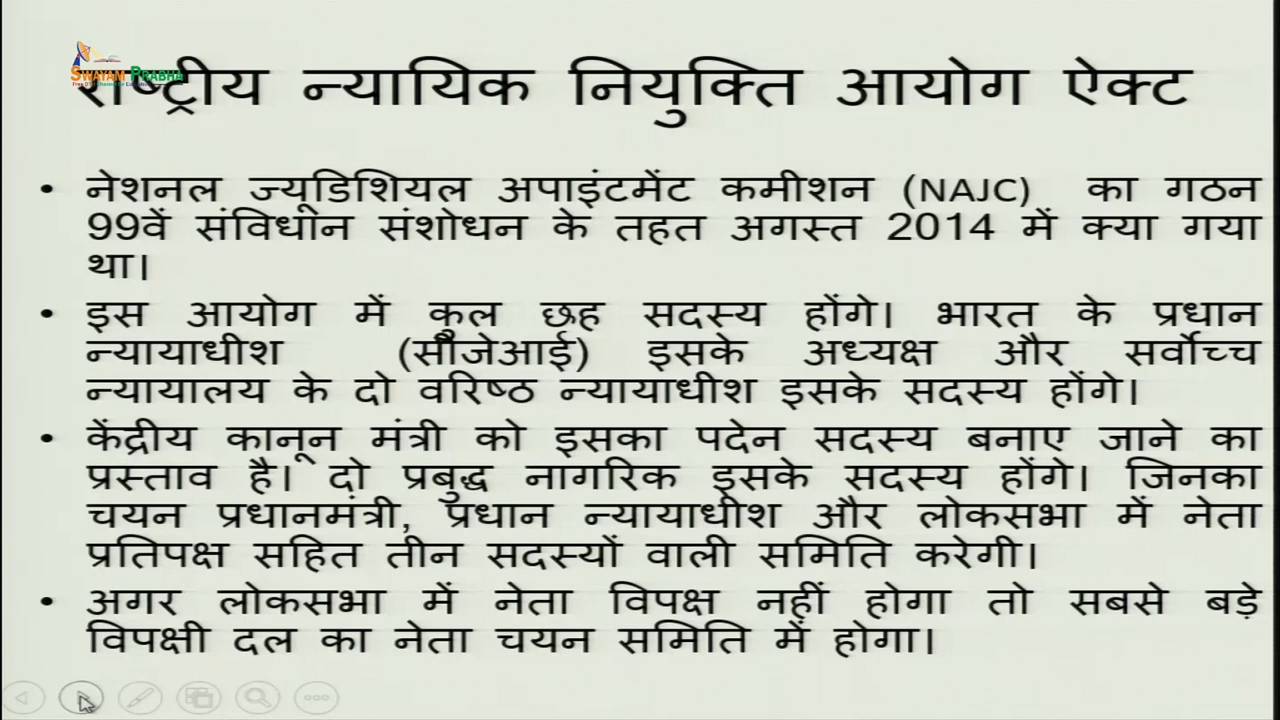 SWAYAM PRABHA
राष्ट्रीय न्यायिक नियुक्ति आयोग ऐक्ट
• नेशनल ज्यूडिशियल अपाइंटमेंट कमीशन (NAJC) का गठन
99वें संविधान संशोधन के तहत अगस्त 2014 में क्या गया
था।
• इस आयोग में कुल छह सदस्य होंगे। भारत के प्रधान
न्यायाधीश (सीजेआई) इसके अध्यक्ष और सर्वोच्च
न्यायालय के दो वरिष्ठ न्यायाधीश इसके सदस्य होंगे।
• केंद्रीय कानून मंत्री को इसका पदेन सदस्य बनाए जाने का
प्रस्ताव है। दो प्रबुद्ध नागरिक इसके सदस्य होंगे। जिनका
चयन प्रधानमंत्री, प्रधान न्यायाधीश और लोकसभा में नेता
प्रतिपक्ष सहित तीन सदस्यों वाली समिति करेगी।
• अगर लोकसभा में नेता विपक्ष नहीं होगा तो सबसे बड़े
विपक्षी दल का नेता चयन समिति में होगा।